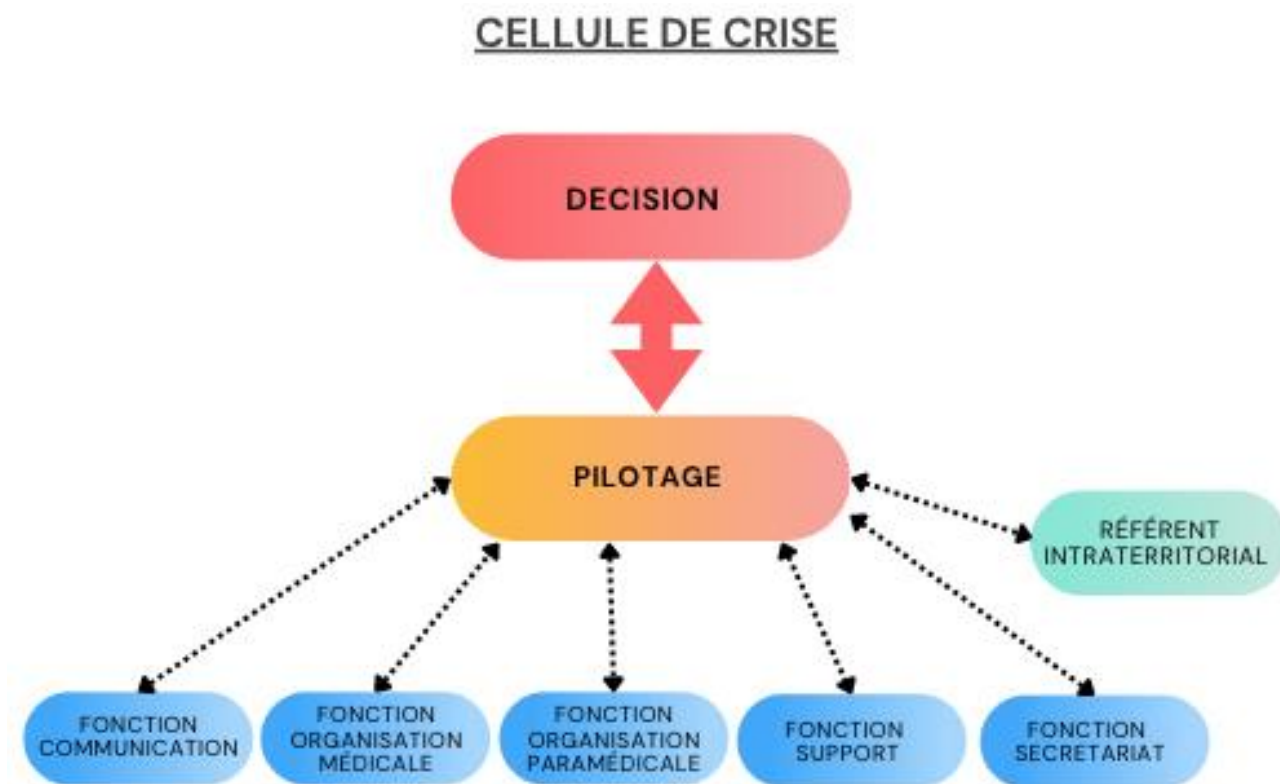 CELLULE DE CRISE
DECISION
PILOTAGE
RÉFÉRENT
INTRATERRITORIAL
FONCTION
COMMUNICATION
FONCTION
ORGANISATION
MÉDICALE
FONCTION
ORGANISATION
PARAMÉDICALE
FONCTION
SUPPORT
FONCTION
SECRETARIAT